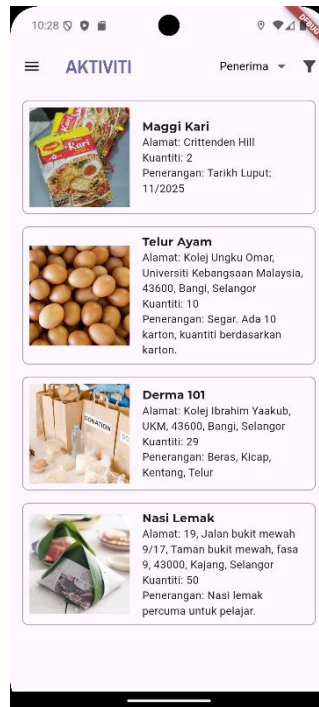 10:28
DEBUG
AKTIVITI
Penerima
Maggi Kari
Alamat: Crittenden Hill
Kuantiti: 2
Penerangan: Tarikh Luput:
11/2025
Kari
Telur Ayam
Alamat: Kolej Ungku Omar,
Universiti Kebangsaan Malaysia,
43600, Bangi, Selangor
Kuantiti: 10
Penerangan: Segar. Ada 10
karton, kuantiti berdasarkan
karton.
DONATION
Derma 101
Alamat: Kolej Ibrahim Yaakub,
UKM, 43600, Bangi, Selangor
Kuantiti: 29
Penerangan: Beras, Kicap,
Kentang, Telur
Nasi Lemak
Alamat: 19, Jalan bukit mewah
9/17, Taman bukit mewah, fasa
9, 43000, Kajang, Selangor
Kuantiti: 50
Penerangan: Nasi lemak
percuma untuk pelajar.